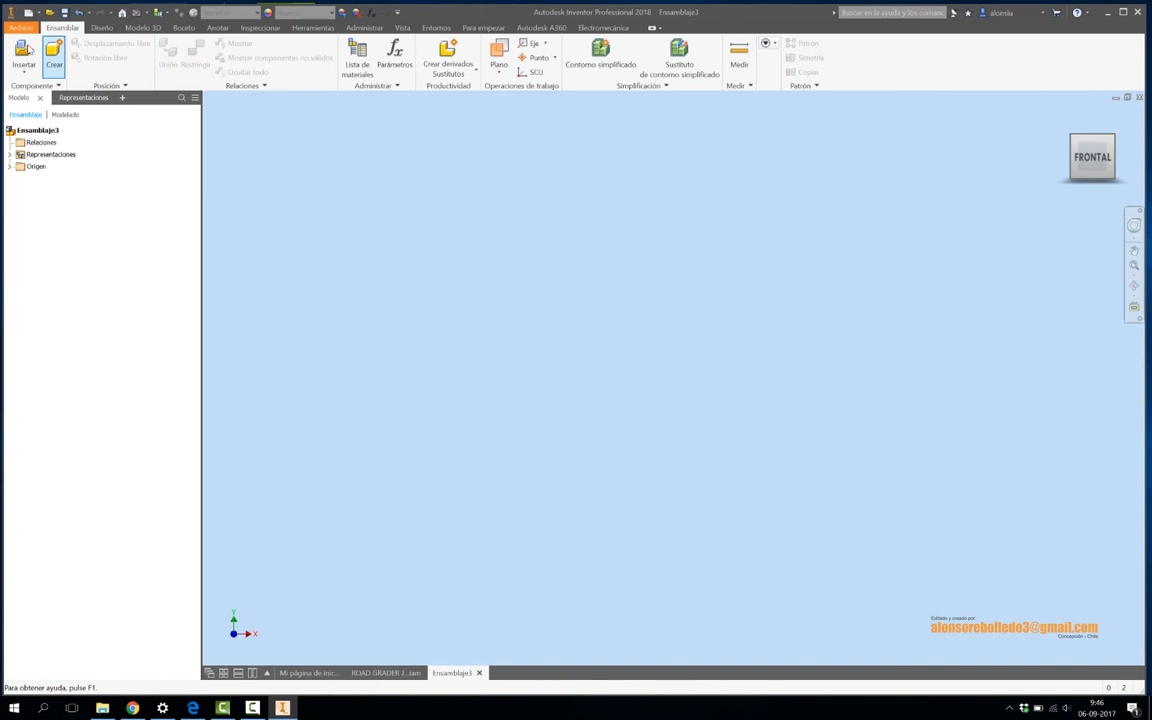 Autodesk Inventor Professional 2018 Ensamblaje3
Buscar en la ayuda y los comanc
alonsiu
Archivo Ensamblar Diseño Modelo 3D Boceto Anotar Inspeccionar Herramientas Administrar Vista Entornos Para empezar Autodesk A360 Electromecánica
Insertar
Crear
Desplazamiento libre
Rotación libre
Unión Restringir
Mostrar
Mostrar componentes no válidos
Ocultar todo
Lista de materiales
Parámetros
Crear derivados Sustitutos
Plano
Eje
Punto
SCU
Contorno simplificado
Sustituto de contorno simplificado
Medir
Patrón
Simetría
Copiar
Componente Posición Relaciones Administrar Productividad Operaciones de trabajo Simplificación Medir Patrón
Modelo Representaciones
Ensamblaje Modelado
Ensamblaje3
Relaciones
Representaciones
Origen
FRONTAL
Y
X
Editado y creado por:
alonsorebolledo3@gmail.com
Concepción - Chile
Mi página de inic... ROAD GRADER J...iam Ensamblaje3
Para obtener ayuda, pulse F1.
0 2
9:46
06-09-2017